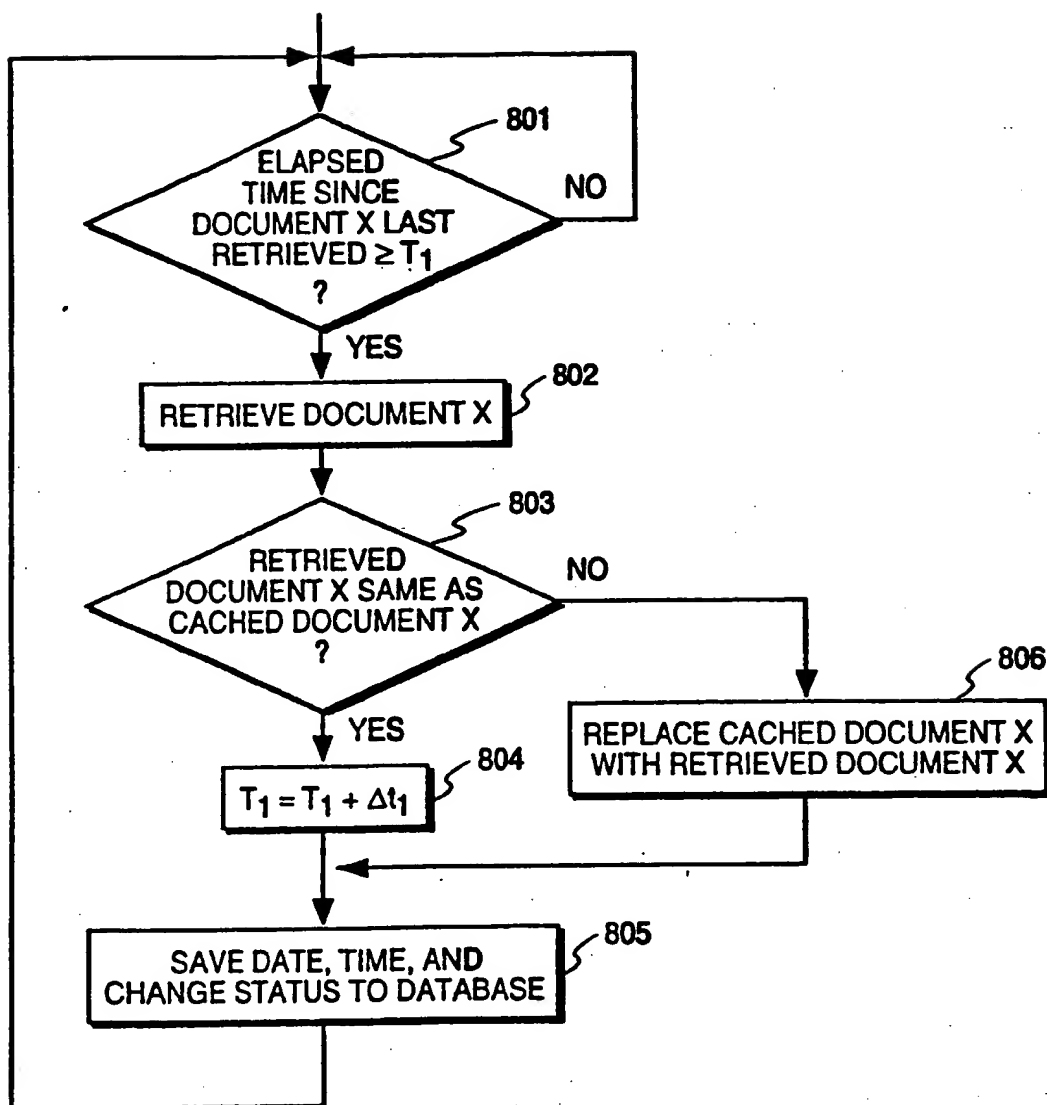 801
ELAPSED
TIME SINCE
DOCUMENT X LAST
RETRIEVED ≥ T1
?
NO
YES
802
RETRIEVE DOCUMENT X
803
RETRIEVED
DOCUMENT X SAME AS
CACHED DOCUMENT X
?
NO
YES
806
REPLACE CACHED DOCUMENT X
WITH RETRIEVED DOCUMENT X
804
T1 = T1 + Δt1
805
SAVE DATE, TIME, AND
CHANGE STATUS TO DATABASE